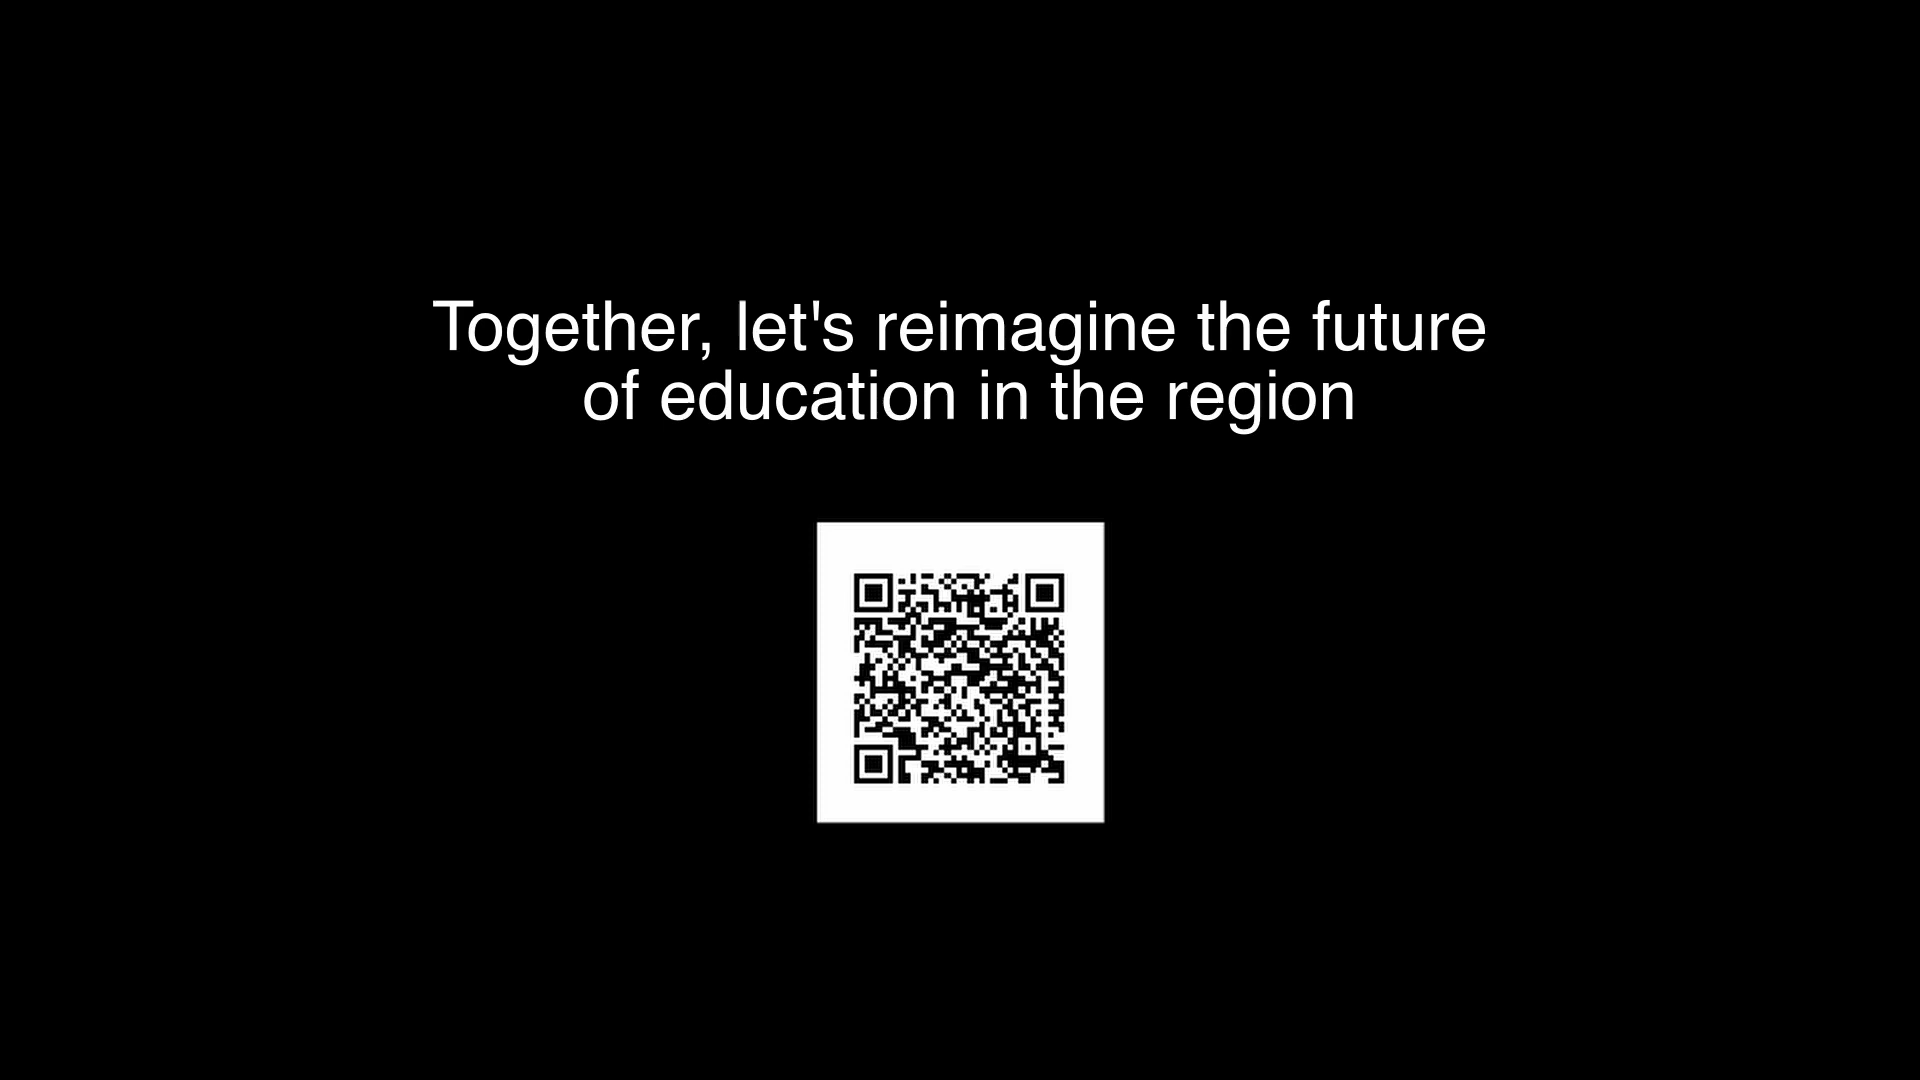 Together, let's reimagine the future
of education in the region